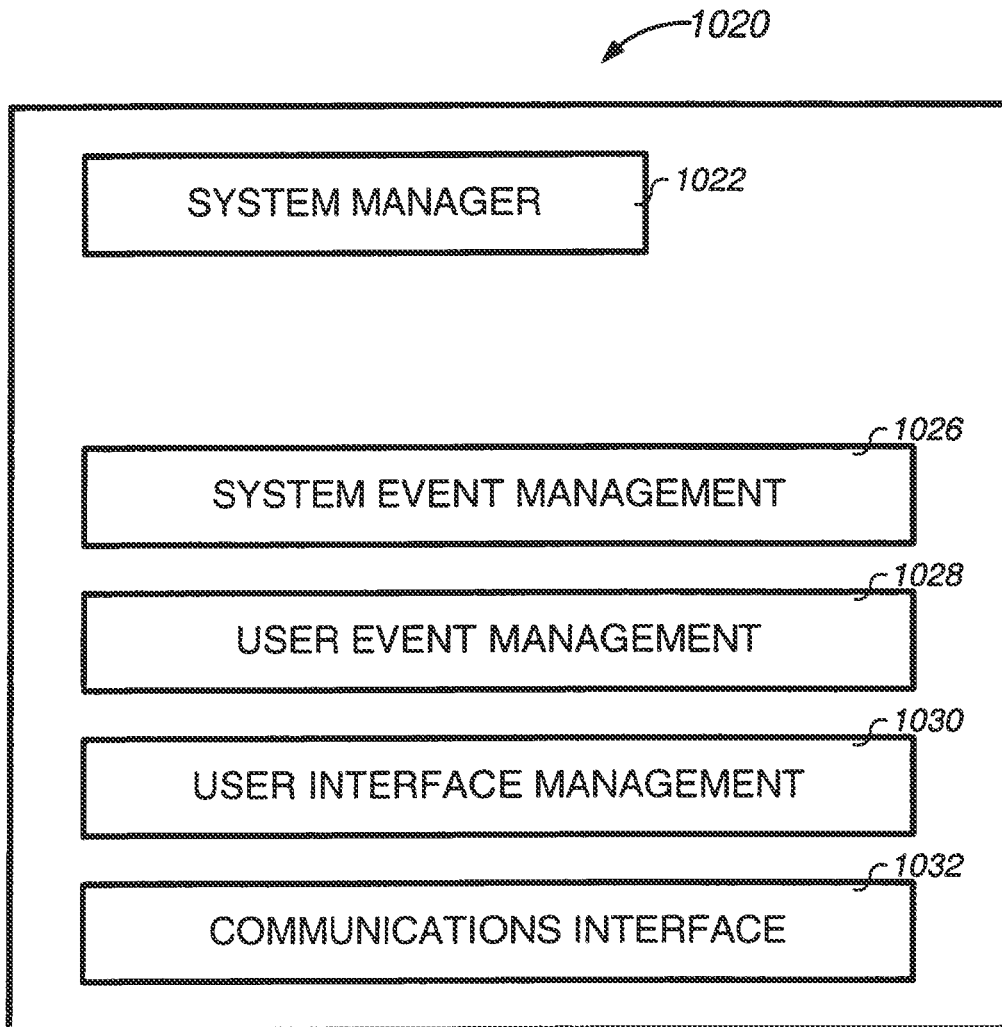 1020
SYSTEM MANAGER
1022
1026
SYSTEM EVENT MANAGEMENT
1028
USER EVENT MANAGEMENT
1030
USER INTERFACE MANAGEMENT
1032
COMMUNICATIONS INTERFACE